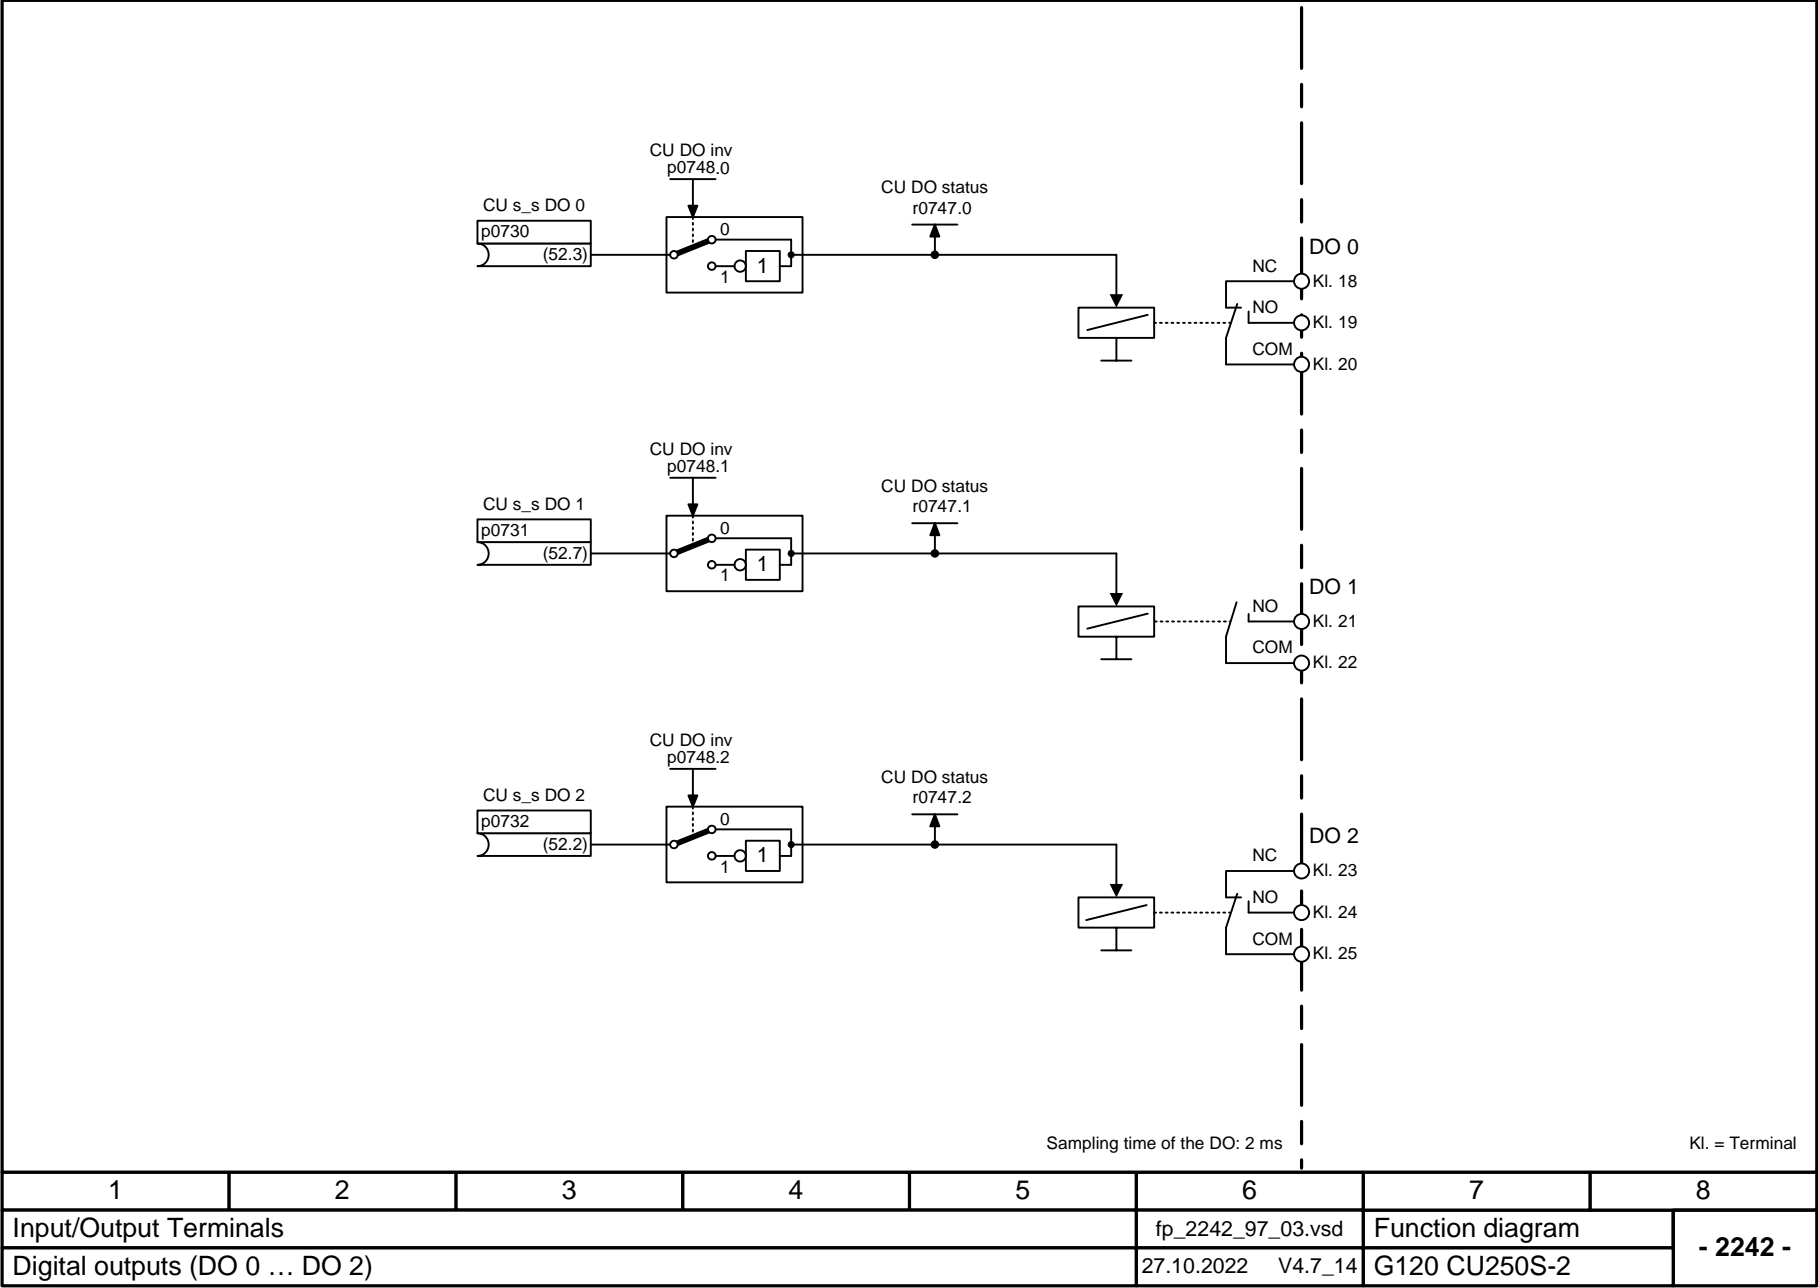 CU DO inv
p0748.0
CU s_s DO 0
p0730
(52.3)
0
1
1
CU DO status
r0747.0
DO 0
NC
Kl. 18
NO
Kl. 19
COM
Kl. 20
CU DO inv
p0748.1
CU s_s DO 1
p0731
(52.7)
0
1
1
CU DO status
r0747.1
DO 1
NO
Kl. 21
COM
Kl. 22
CU DO inv
p0748.2
CU s_s DO 2
p0732
(52.2)
0
1
1
CU DO status
r0747.2
DO 2
NC
Kl. 23
NO
Kl. 24
COM
Kl. 25
Sampling time of the DO: 2 ms
Kl. = Terminal
1 2 3 4 5 6 7 8
Input/Output Terminals
fp_2242_97_03.vsd
Function diagram
- 2242 -
Digital outputs (DO 0 … DO 2)
27.10.2022 V4.7_14
G120 CU250S-2